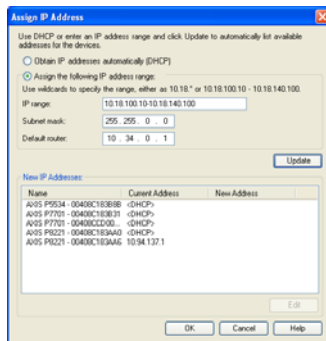 Assign IP Address
Use DHCP or enter an IP address range and click Update to automatically list available
addresses for the devices.
Obtain IP addresses automatically (DHCP)
Assign the following IP address range:
Use wildcards to specify the range, either as 10.18.* or 10.18.100.10 - 10.18.140.100.
IP range: 10.18.100.10-10.18.140.100
Subnet mask: 255 . 255 . 0 . 0
Default router: 10 . 34 . 0 . 1
Update
New IP Addresses:
Name Current Address New Address
AXIS P5534 - 00408C183B8B <DHCP>
AXIS P7701 - 00408C183B31 <DHCP>
AXIS P7701 - 00408CCD00... <DHCP>
AXIS P8221 - 00408C183AA0 <DHCP>
AXIS P8221 - 00408C183AA6 10.94.137.1
Edit
OK Cancel Help